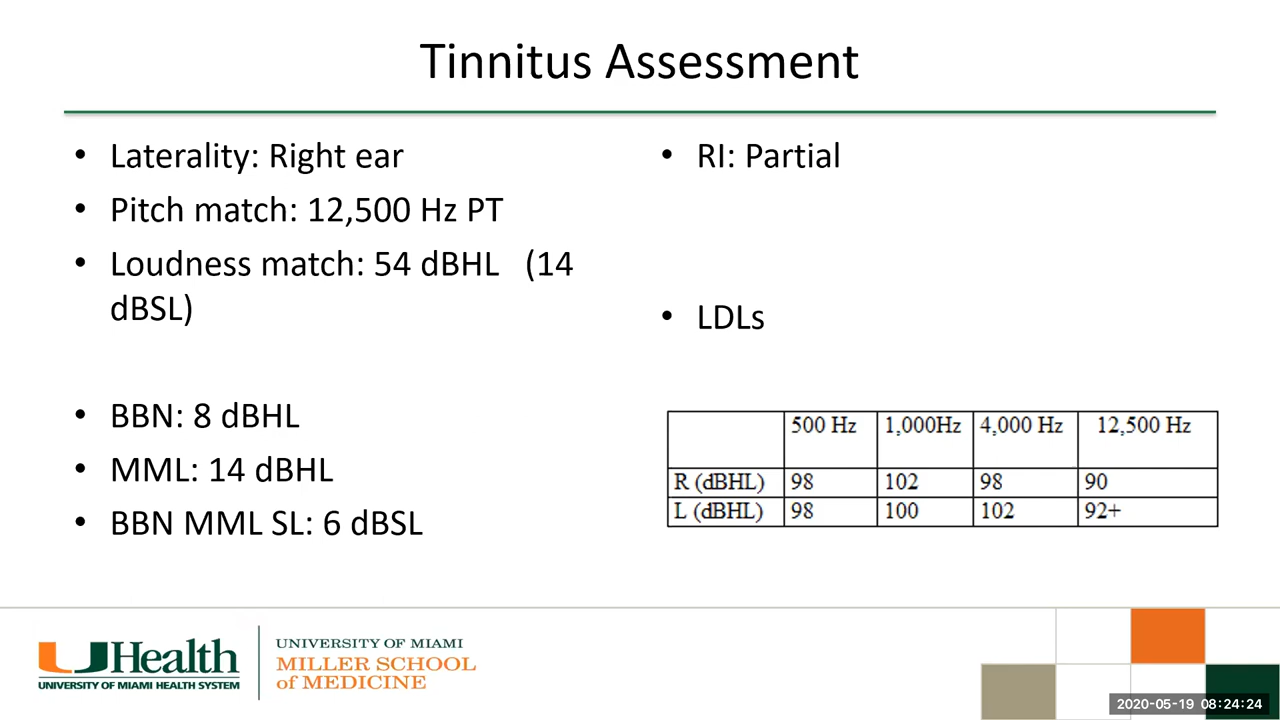 Tinnitus Assessment
• Laterality: Right ear
• Pitch match: 12,500 Hz PT
• Loudness match: 54 dBHL (14
dBSL)
• BBN: 8 dBHL
• MML: 14 dBHL
• BBN MML SL: 6 dBSL
• RI: Partial
• LDLs
500 Hz 1,000Hz 4,000 Hz 12,500 Hz
R (dBHL) 98 102 98 90
L (dBHL) 98 100 102 92+
UHealth
UNIVERSITY OF MIAMI HEALTH SYSTEM
UNIVERSITY OF MIAMI
MILLER SCHOOL
of MEDICINE
2020-05-19 08:24:24